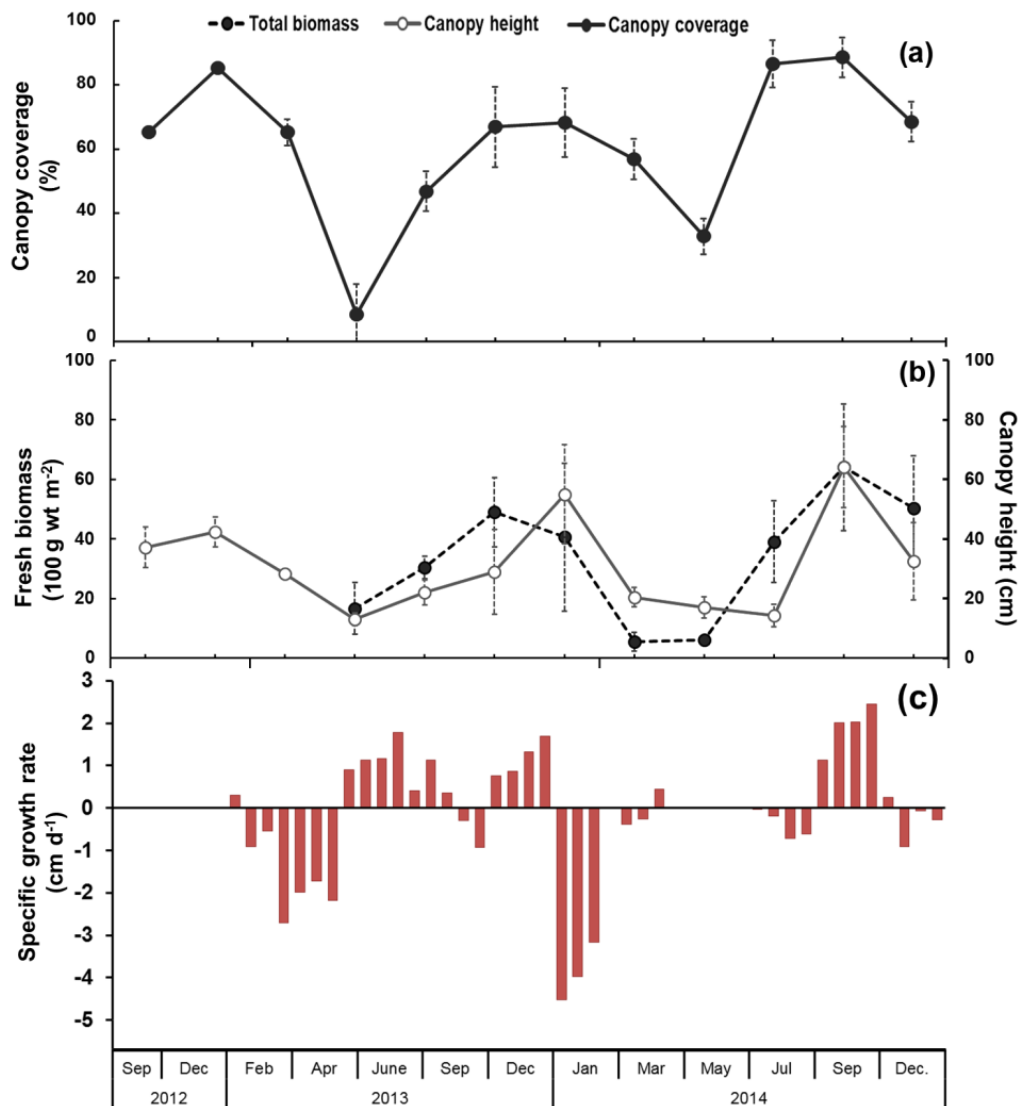 Total biomass Canopy height Canopy coverage
(a)
Canopy coverage
(%)
100
80
60
40
20
0
(b)
Fresh biomass
(100 g wt m-2)
100
80
60
40
20
0
100
80
60
40
20
0
Canopy height (cm)
(c)
Specific growth rate
(cm d-1)
3
2
1
0
-1
-2
-3
-4
-5
Sep Dec Feb Apr June Sep Dec Jan Mar May Jul Sep Dec.
2012 2013 2014